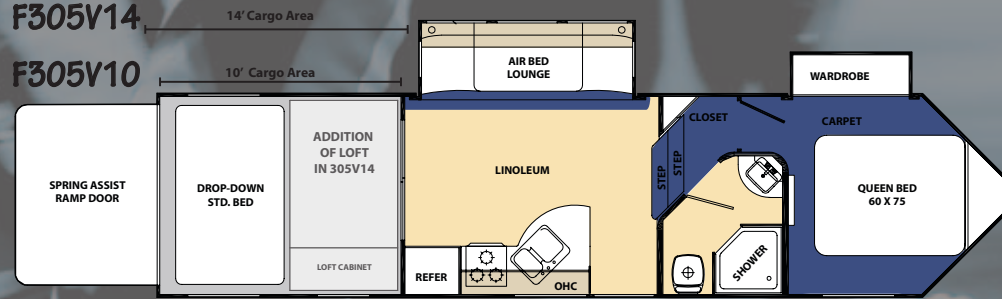 F305V14
14' Cargo Area
F305V10
10' Cargo Area
AIR BED
LOUNGE
WARDROBE
CLOSET
CARPET
SPRING ASSIST
RAMP DOOR
DROP-DOWN
STD. BED
ADDITION
OF LOFT
IN 305V14
LINOLEUM
STEP
STEP
QUEEN BED
60 X 75
LOFT CABINET
REFER
OHC
SHOWER